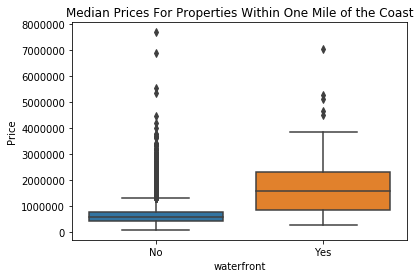 Median Prices For Properties Within One Mile of the Coast
8000000
7000000
6000000
5000000
4000000
3000000
2000000
1000000
0
Price
No
Yes
waterfront